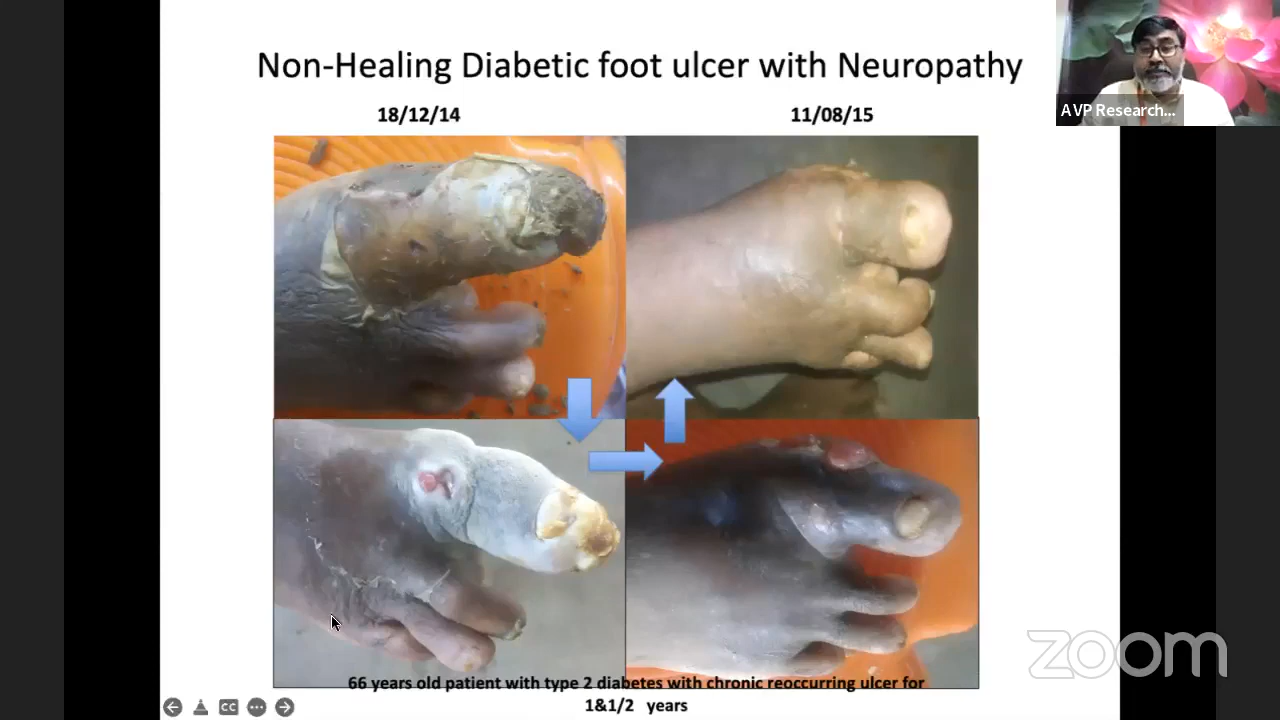 Non-Healing Diabetic foot ulcer with Neuropathy
18/12/14
11/08/15
AVP Research...
66 years old patient with type 2 diabetes with chronic reoccurring ulcer for
1&1/2 years
CC
zoom